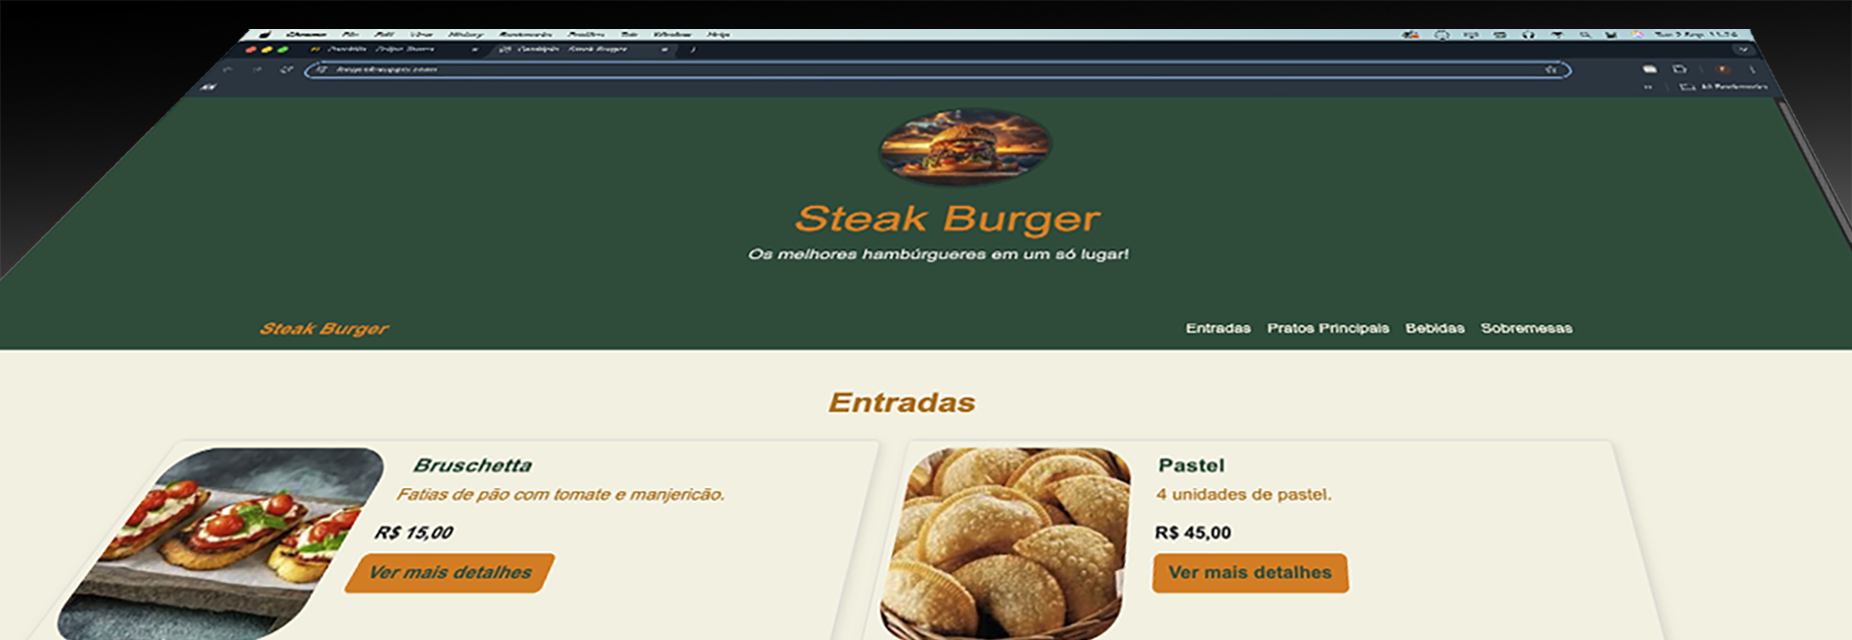 Steak Burger
Os melhores hambúrgueres em um só lugar!
Steak Burger
Entradas Pratos Principais Bebidas Sobremesas
Entradas
Bruschetta
Fatias de pão com tomate e manjericão.
R$ 15,00
Ver mais detalhes
Pastel
4 unidades de pastel.
R$ 45,00
Ver mais detalhes